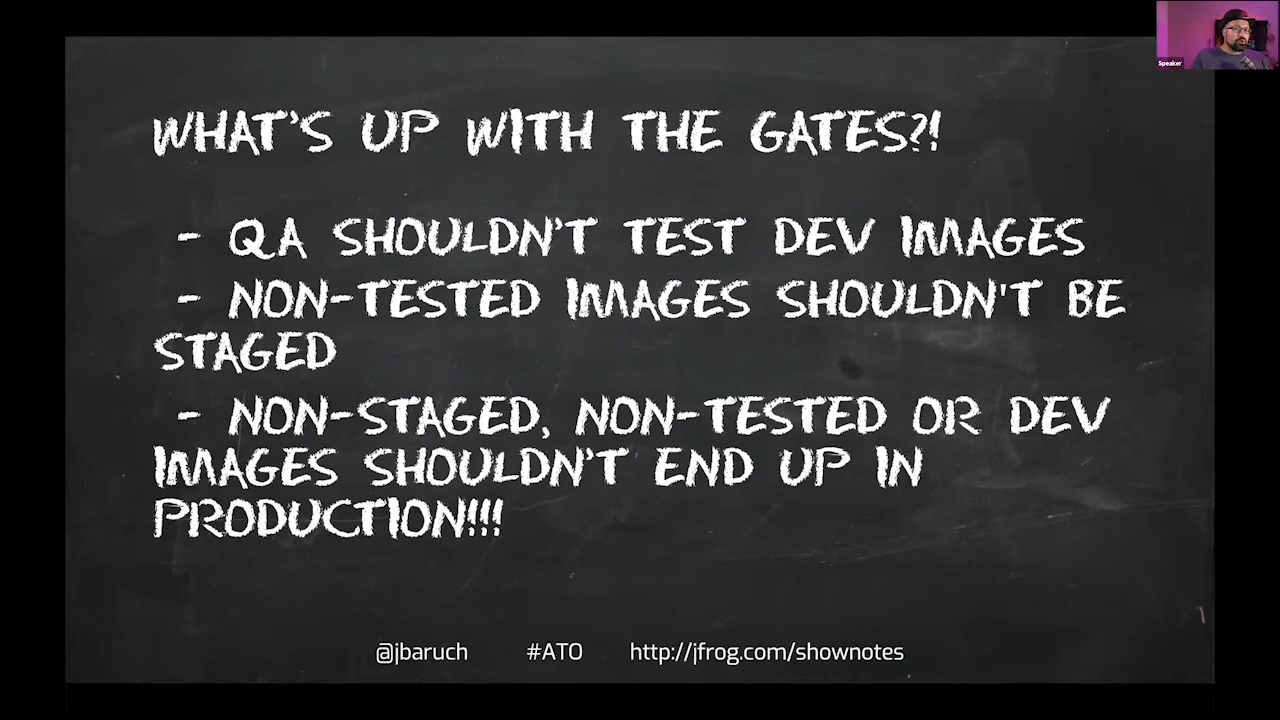 Speaker
WHAT'S UP WITH THE GATES?!
- QA SHOULDN'T TEST DEV IMAGES
- NON-TESTED IMAGES SHOULDN'T BE
STAGED
- NON-STAGED, NON-TESTED OR DEV
IMAGES SHOULDN'T END UP IN
PRODUCTION!!!
@jbaruch #ATO http://jfrog.com/shownotes